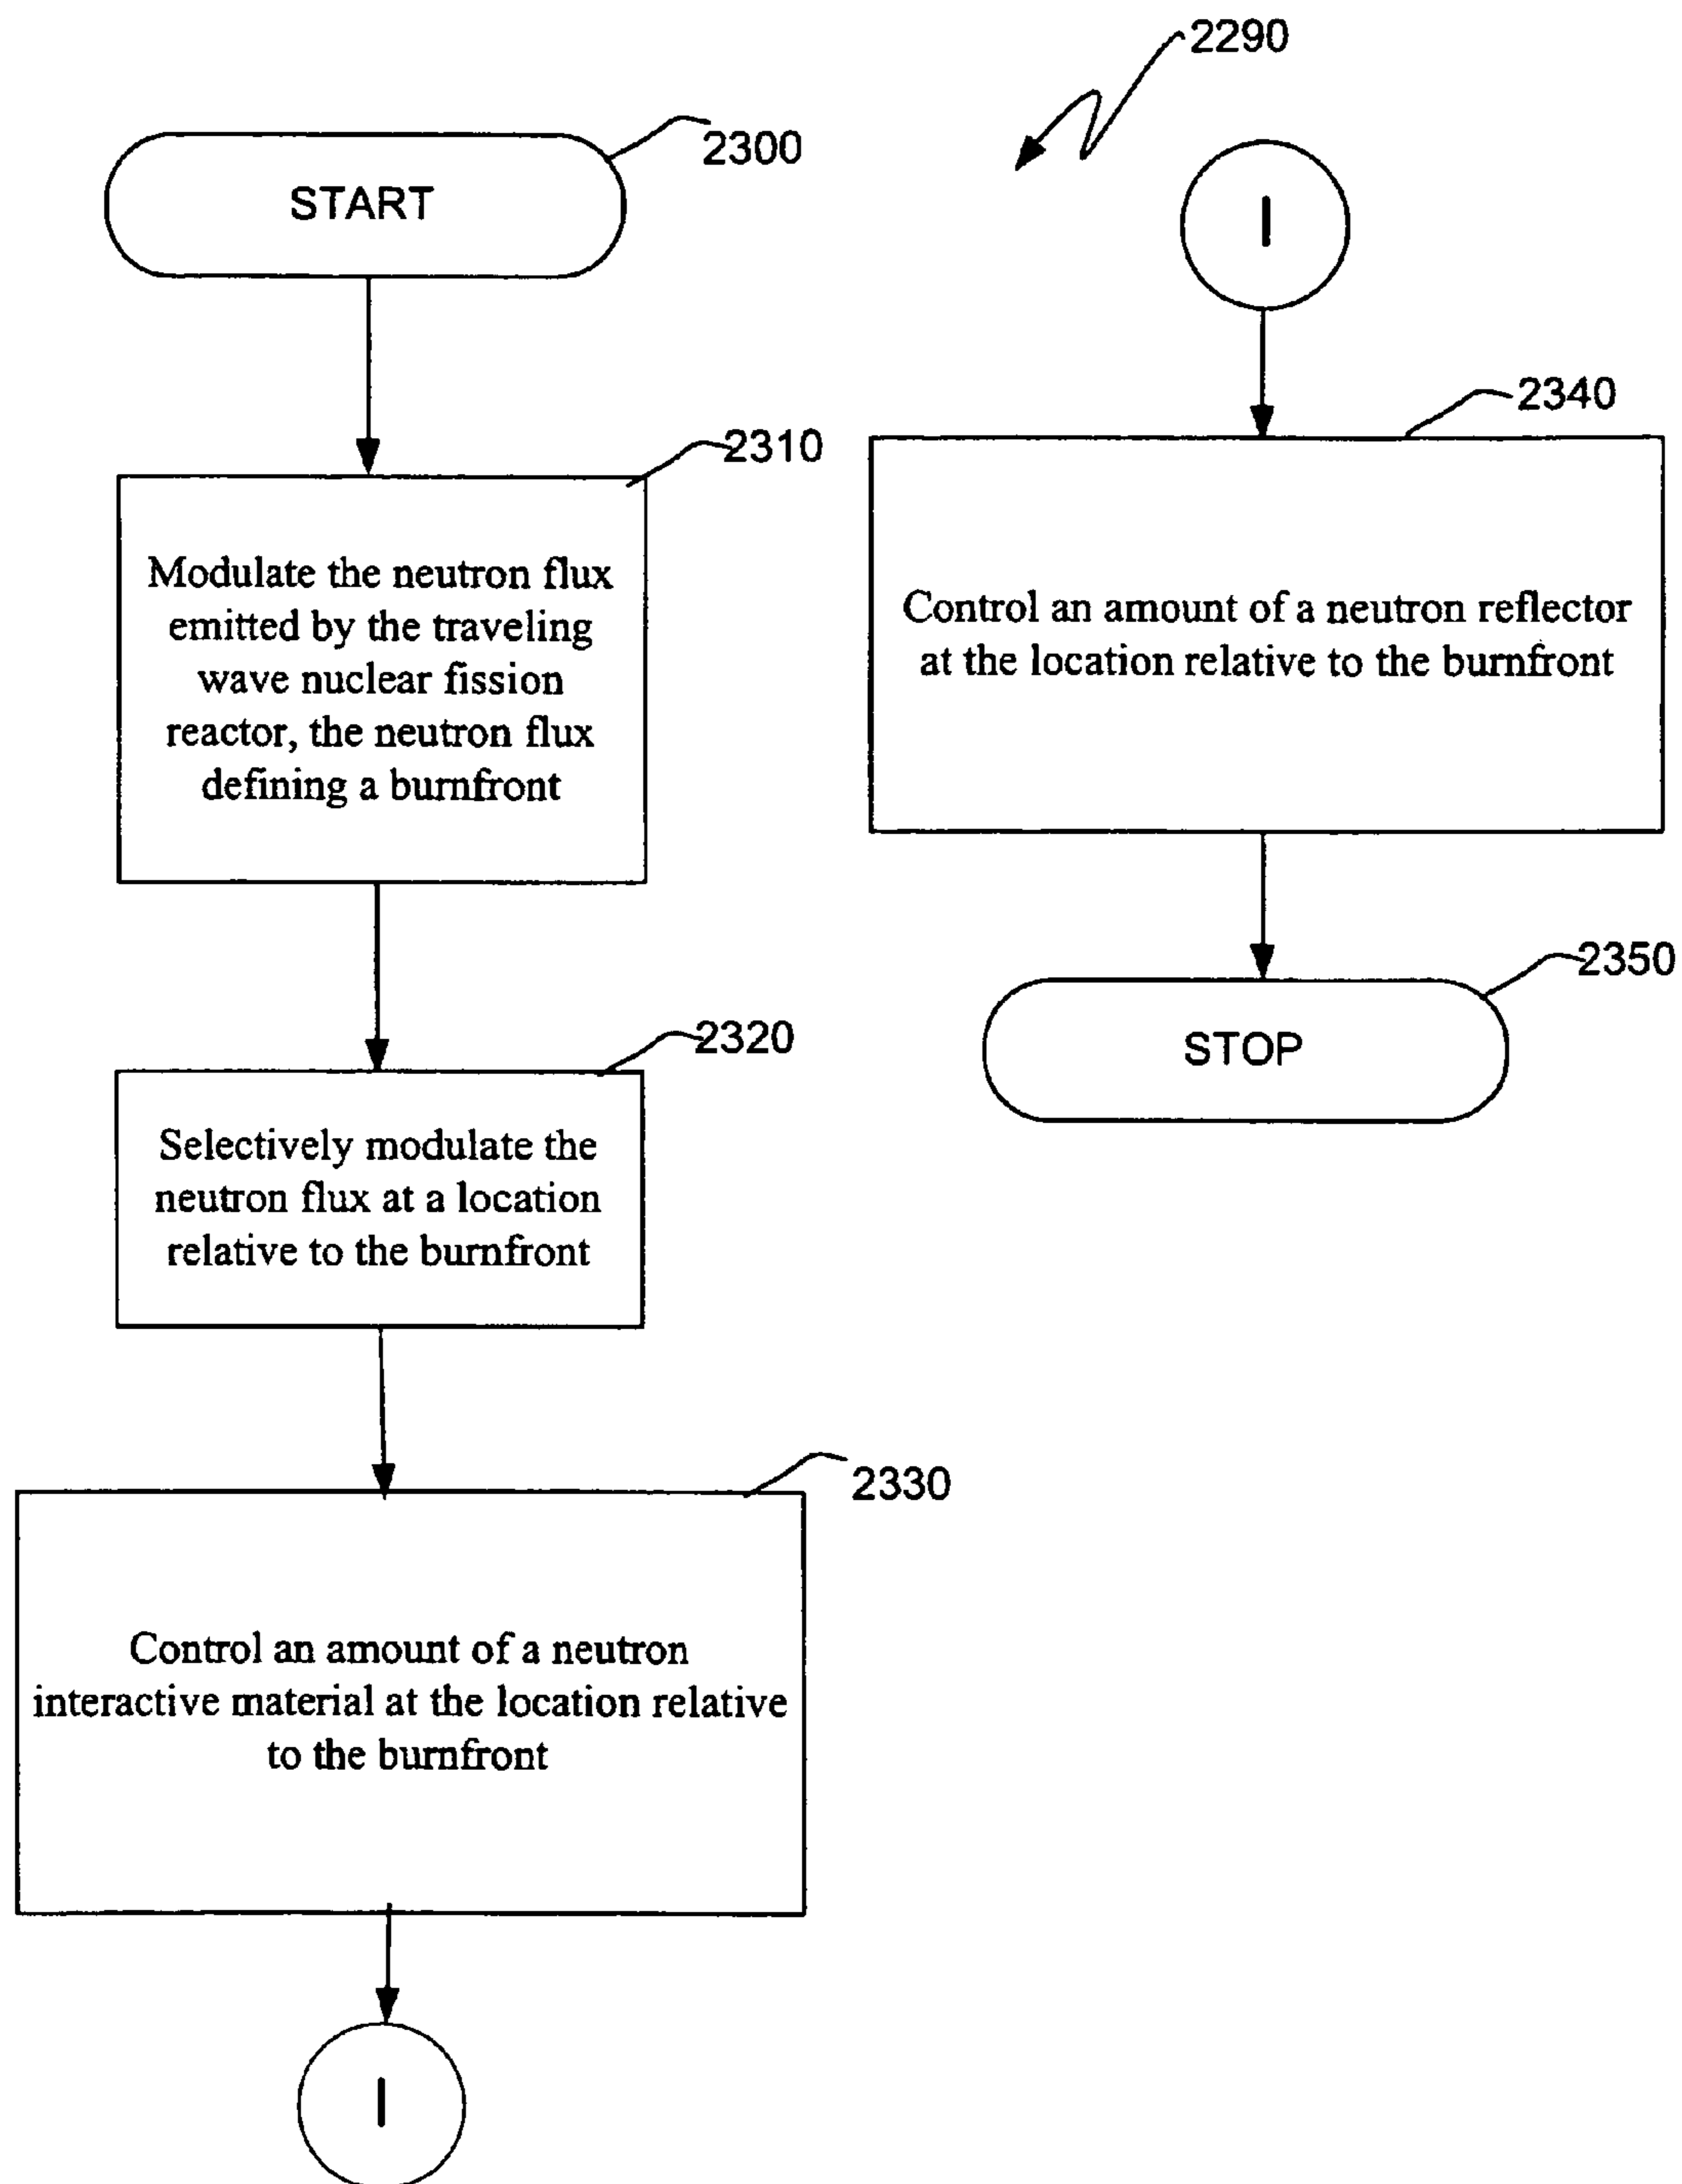 2290
2300
START
2310
Modulate the neutron flux
emitted by the traveling
wave nuclear fission
reactor, the neutron flux
defining a burnfront
2320
Selectively modulate the
neutron flux at a location
relative to the burnfront
2330
Control an amount of a neutron
interactive material at the location relative
to the burnfront
I
I
2340
Control an amount of a neutron reflector
at the location relative to the burnfront
2350
STOP